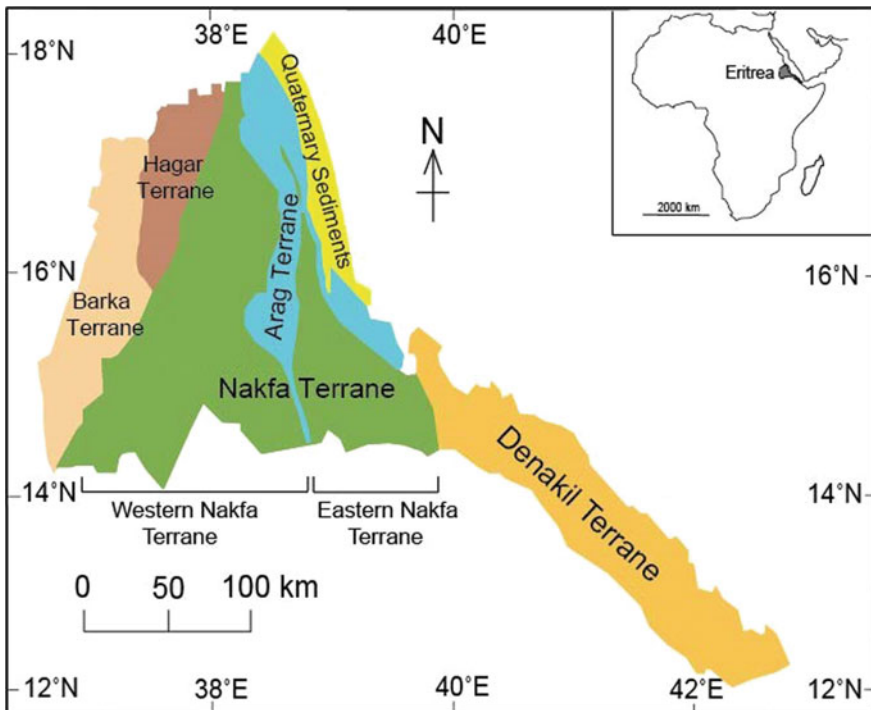 38°E
40°E
18°N
Eritrea
2000 km
N
Quaternary Sediments
Hagar
Terrane
Arag Terrane
16°N
16°N
Barka
Terrane
Nakfa Terrane
Denakil Terrane
14°N
14°N
Western Nakfa
Terrane
Eastern Nakfa
Terrane
0 50 100 km
12°N
38°E
40°E
42°E
12°N